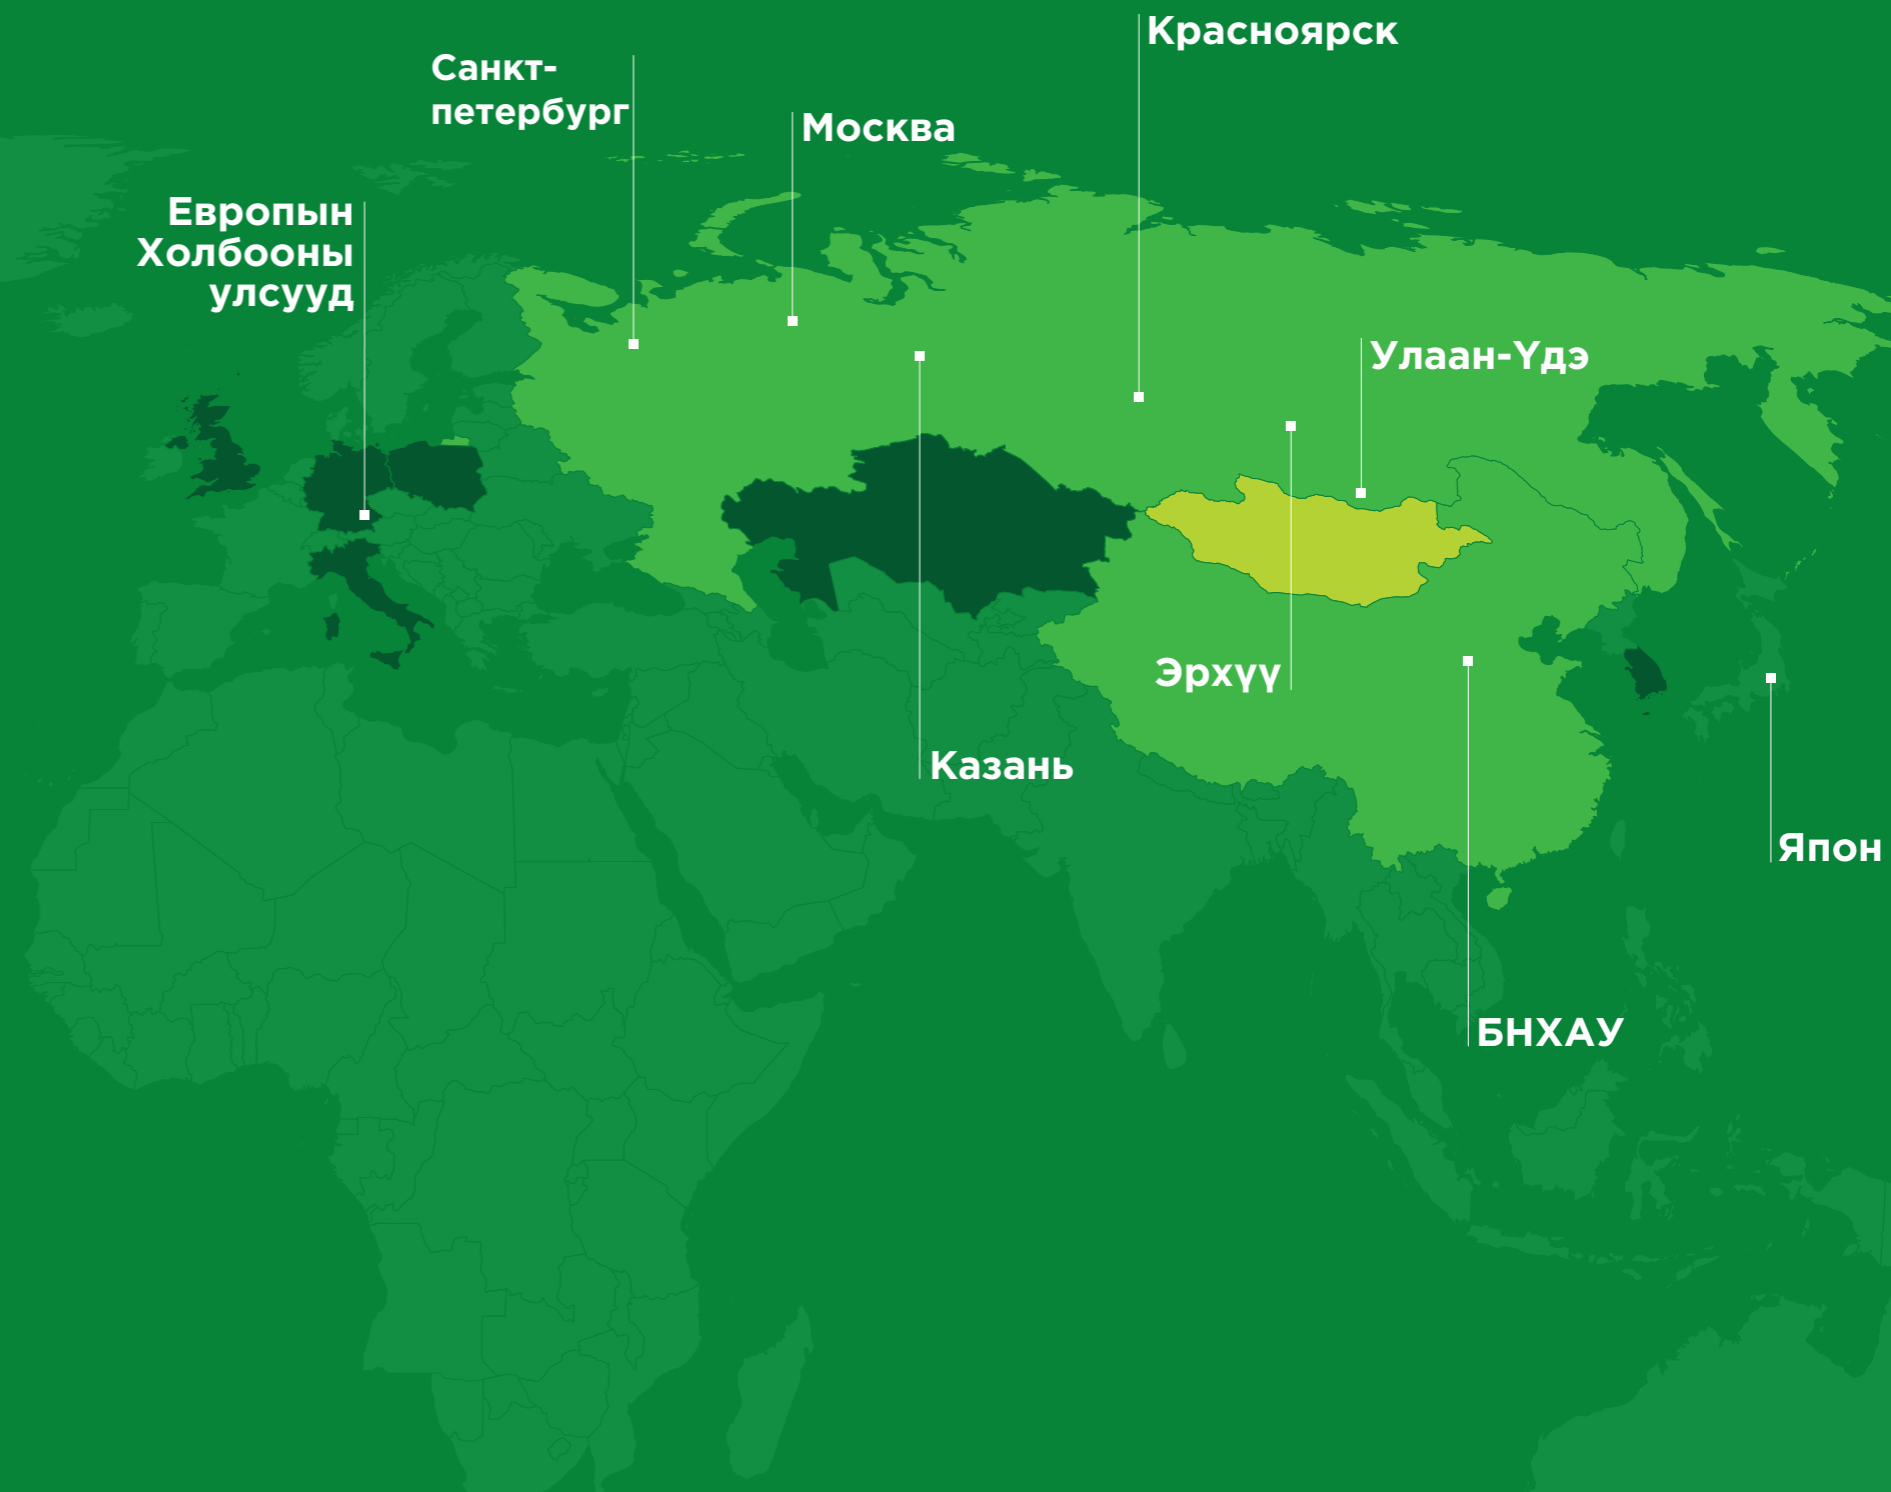 Красноярск
Санкт-
петербург
Москва
Европын
Холбооны
улсууд
Улаан-Үдэ
Эрхүү
Казань
Япон
БНХАУ